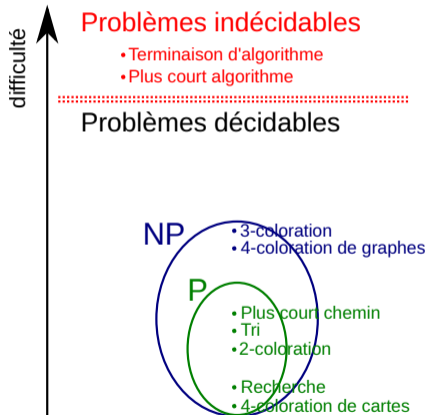 difficulté
Problèmes indécidables
•Terminaison d'algorithme
•Plus court algorithme
Problèmes décidables
NP
•3-coloration
•4-coloration de graphes
P
•Plus court chemin
•Tri
•2-coloration
•Recherche
•4-coloration de cartes